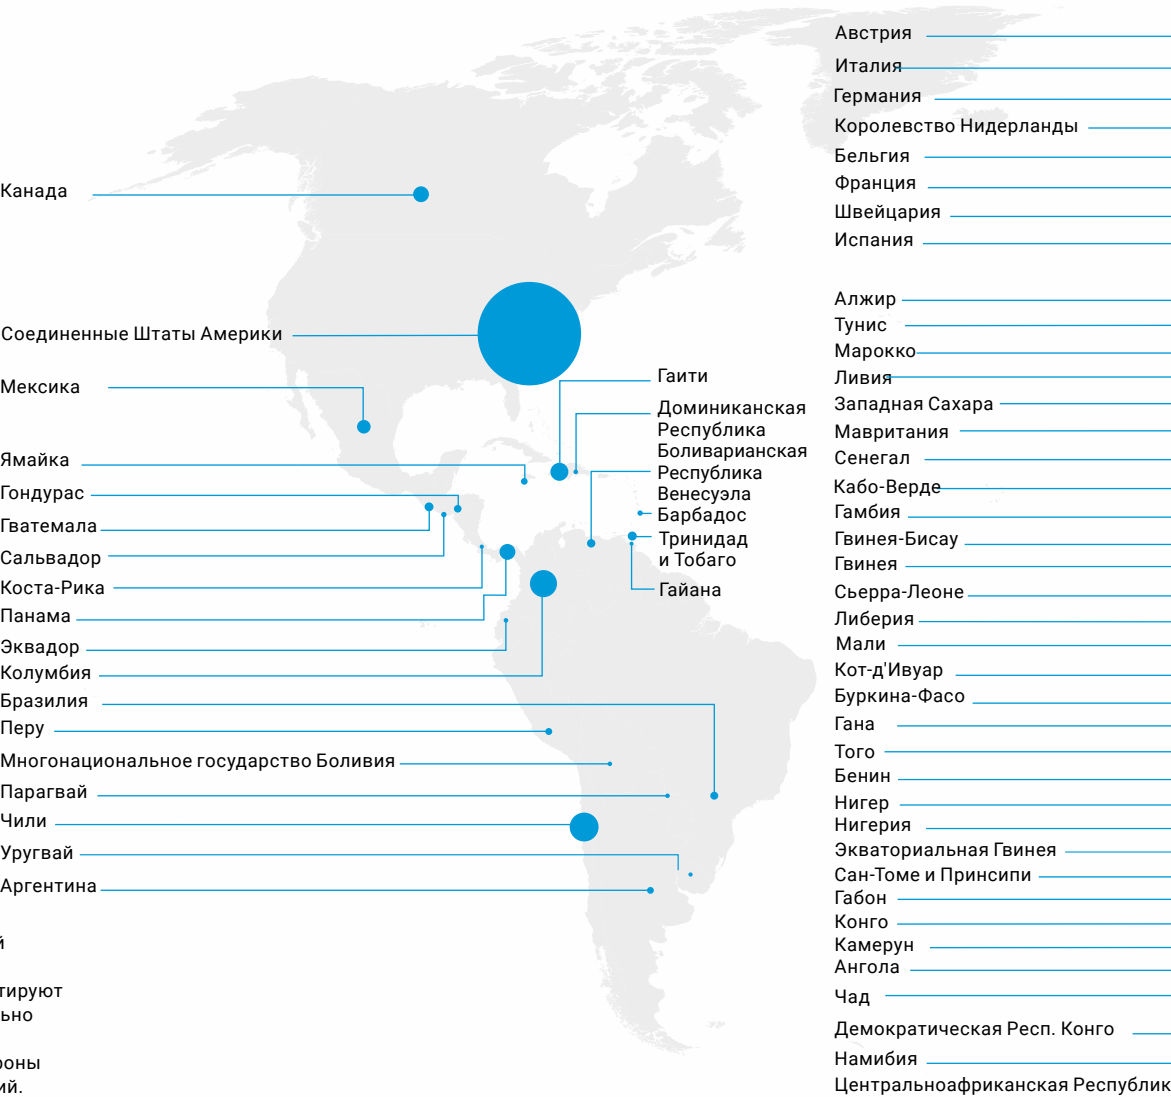 Канада
Соединенные Штаты Америки
Мексика
Ямайка
Гондурас
Гватемала
Сальвадор
Коста-Рика
Панама
Эквадор
Колумбия
Бразилия
Перу
Многонациональное государство Боливия
Парагвай
Чили
Уругвай
Аргентина
й
тируют
ьно
роны
ий.
Гаити
Доминиканская
Республика
Боливарианская
Республика
Венесуэла
Барбадос
Тринидад
и Тобаго
Гайана
Австрия
Италия
Германия
Королевство Нидерланды
Бельгия
Франция
Швейцария
Испания
Алжир
Тунис
Марокко
Ливия
Западная Сахара
Мавритания
Сенегал
Кабо-Верде
Гамбия
Гвинея-Бисау
Гвинея
Сьерра-Леоне
Либерия
Мали
Кот-д'Ивуар
Буркина-Фасо
Гана
Того
Бенин
Нигер
Нигерия
Экваториальная Гвинея
Сан-Томе и Принсипи
Габон
Конго
Камерун
Ангола
Чад
Демократическая Респ. Конго
Намибия
Центральноафриканская Республик